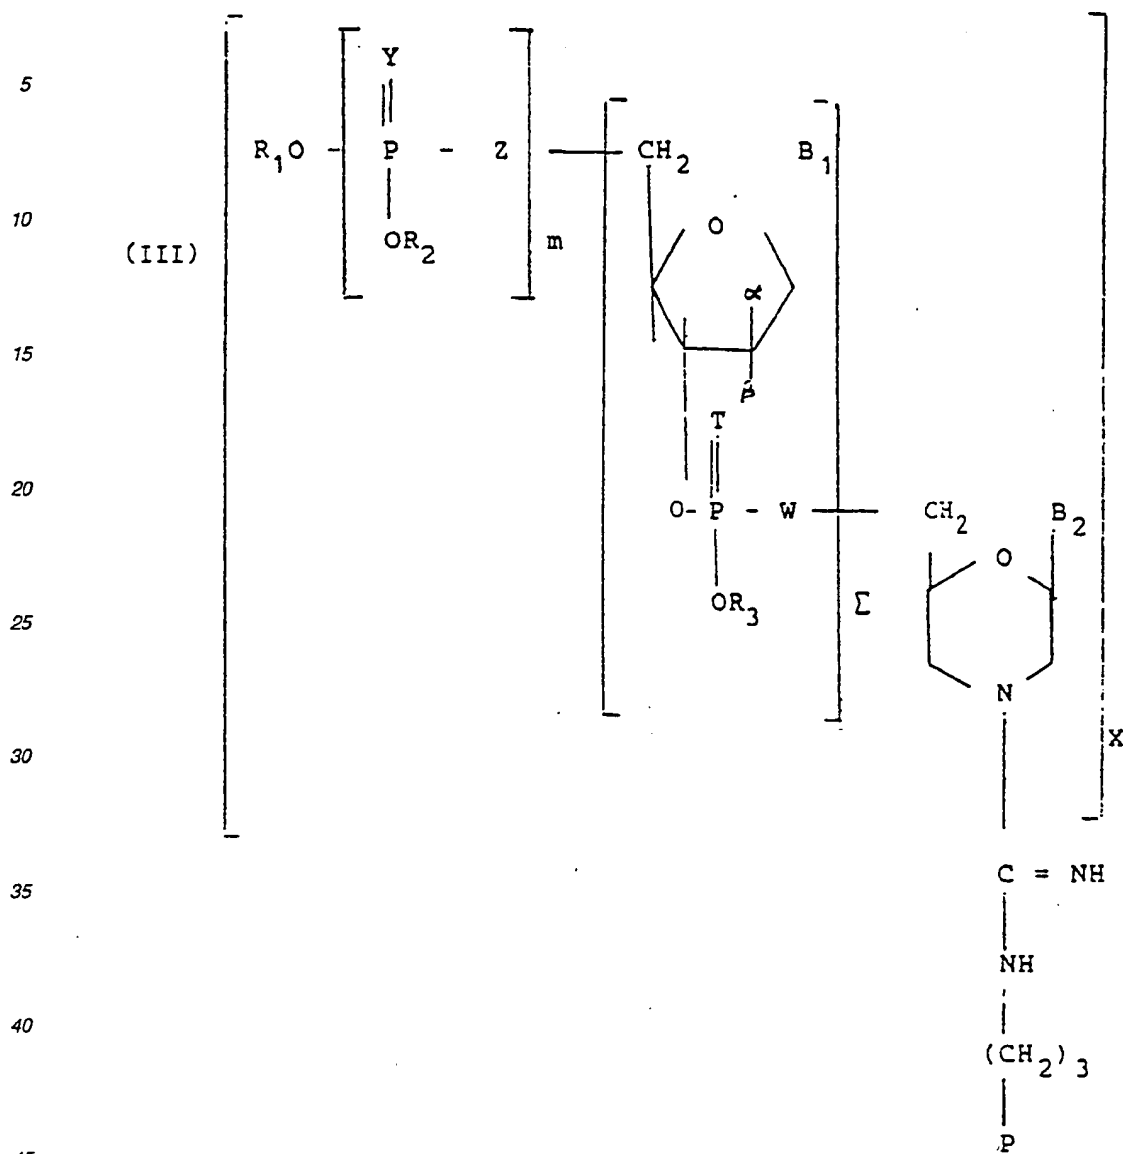 5
Y
R₁O - P - Z CH₂ B₁
10
O
(III) OR₂ m
α
15
β
T
20
O- P - W CH₂ B₂
O
OR₃ Σ
25
N
X
30
C = NH
35
NH
40
(CH₂)₃
P